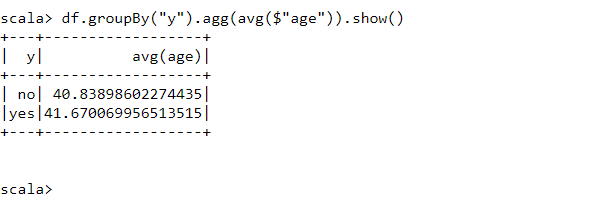 scala> df.groupBy("y").agg(avg($"age")).show()
+---+------------------+
|  y|          avg(age)|
+---+------------------+
| no| 40.83898602274435|
|yes|41.670069956513515|
+---+------------------+
scala>